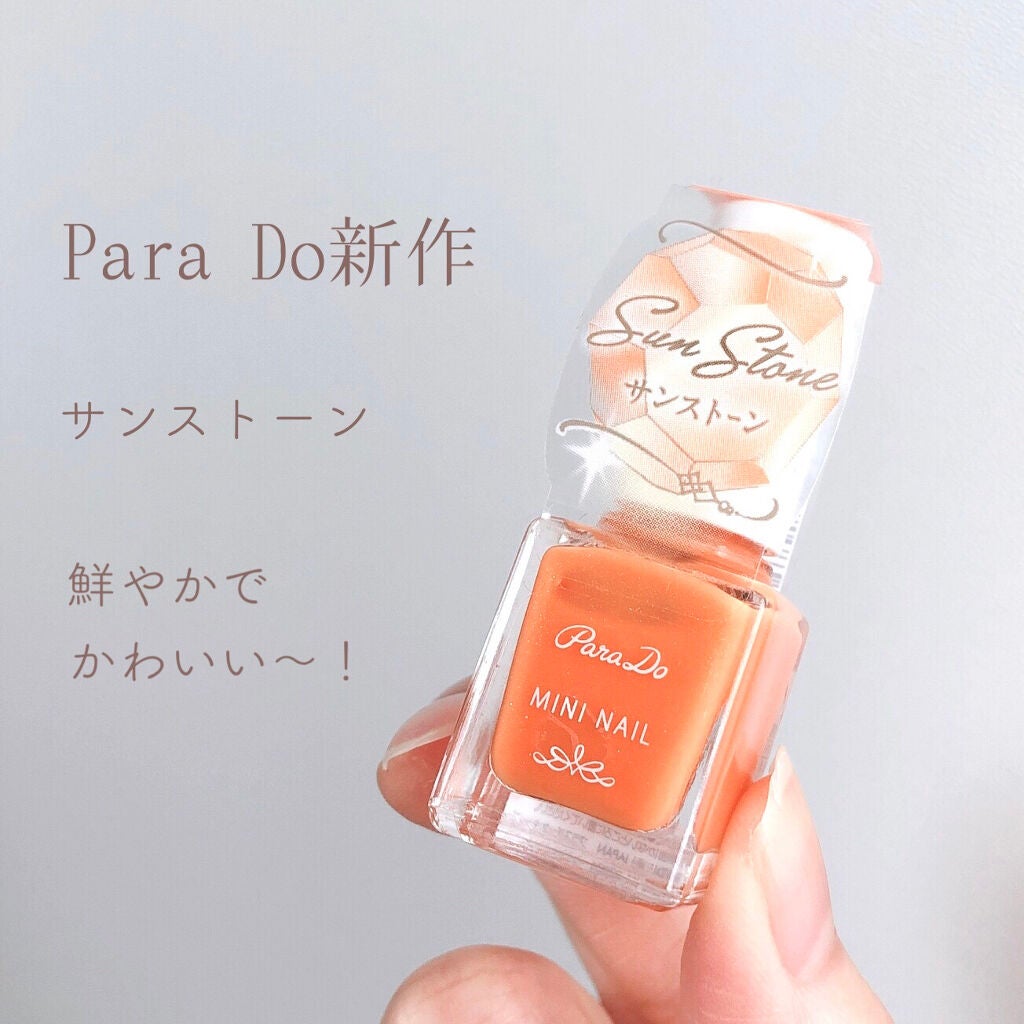 Para Do新作
サンストーン
鮮やかで
かわいい〜！
Sun Stone
サンストーン
Para Do
MINI NAIL